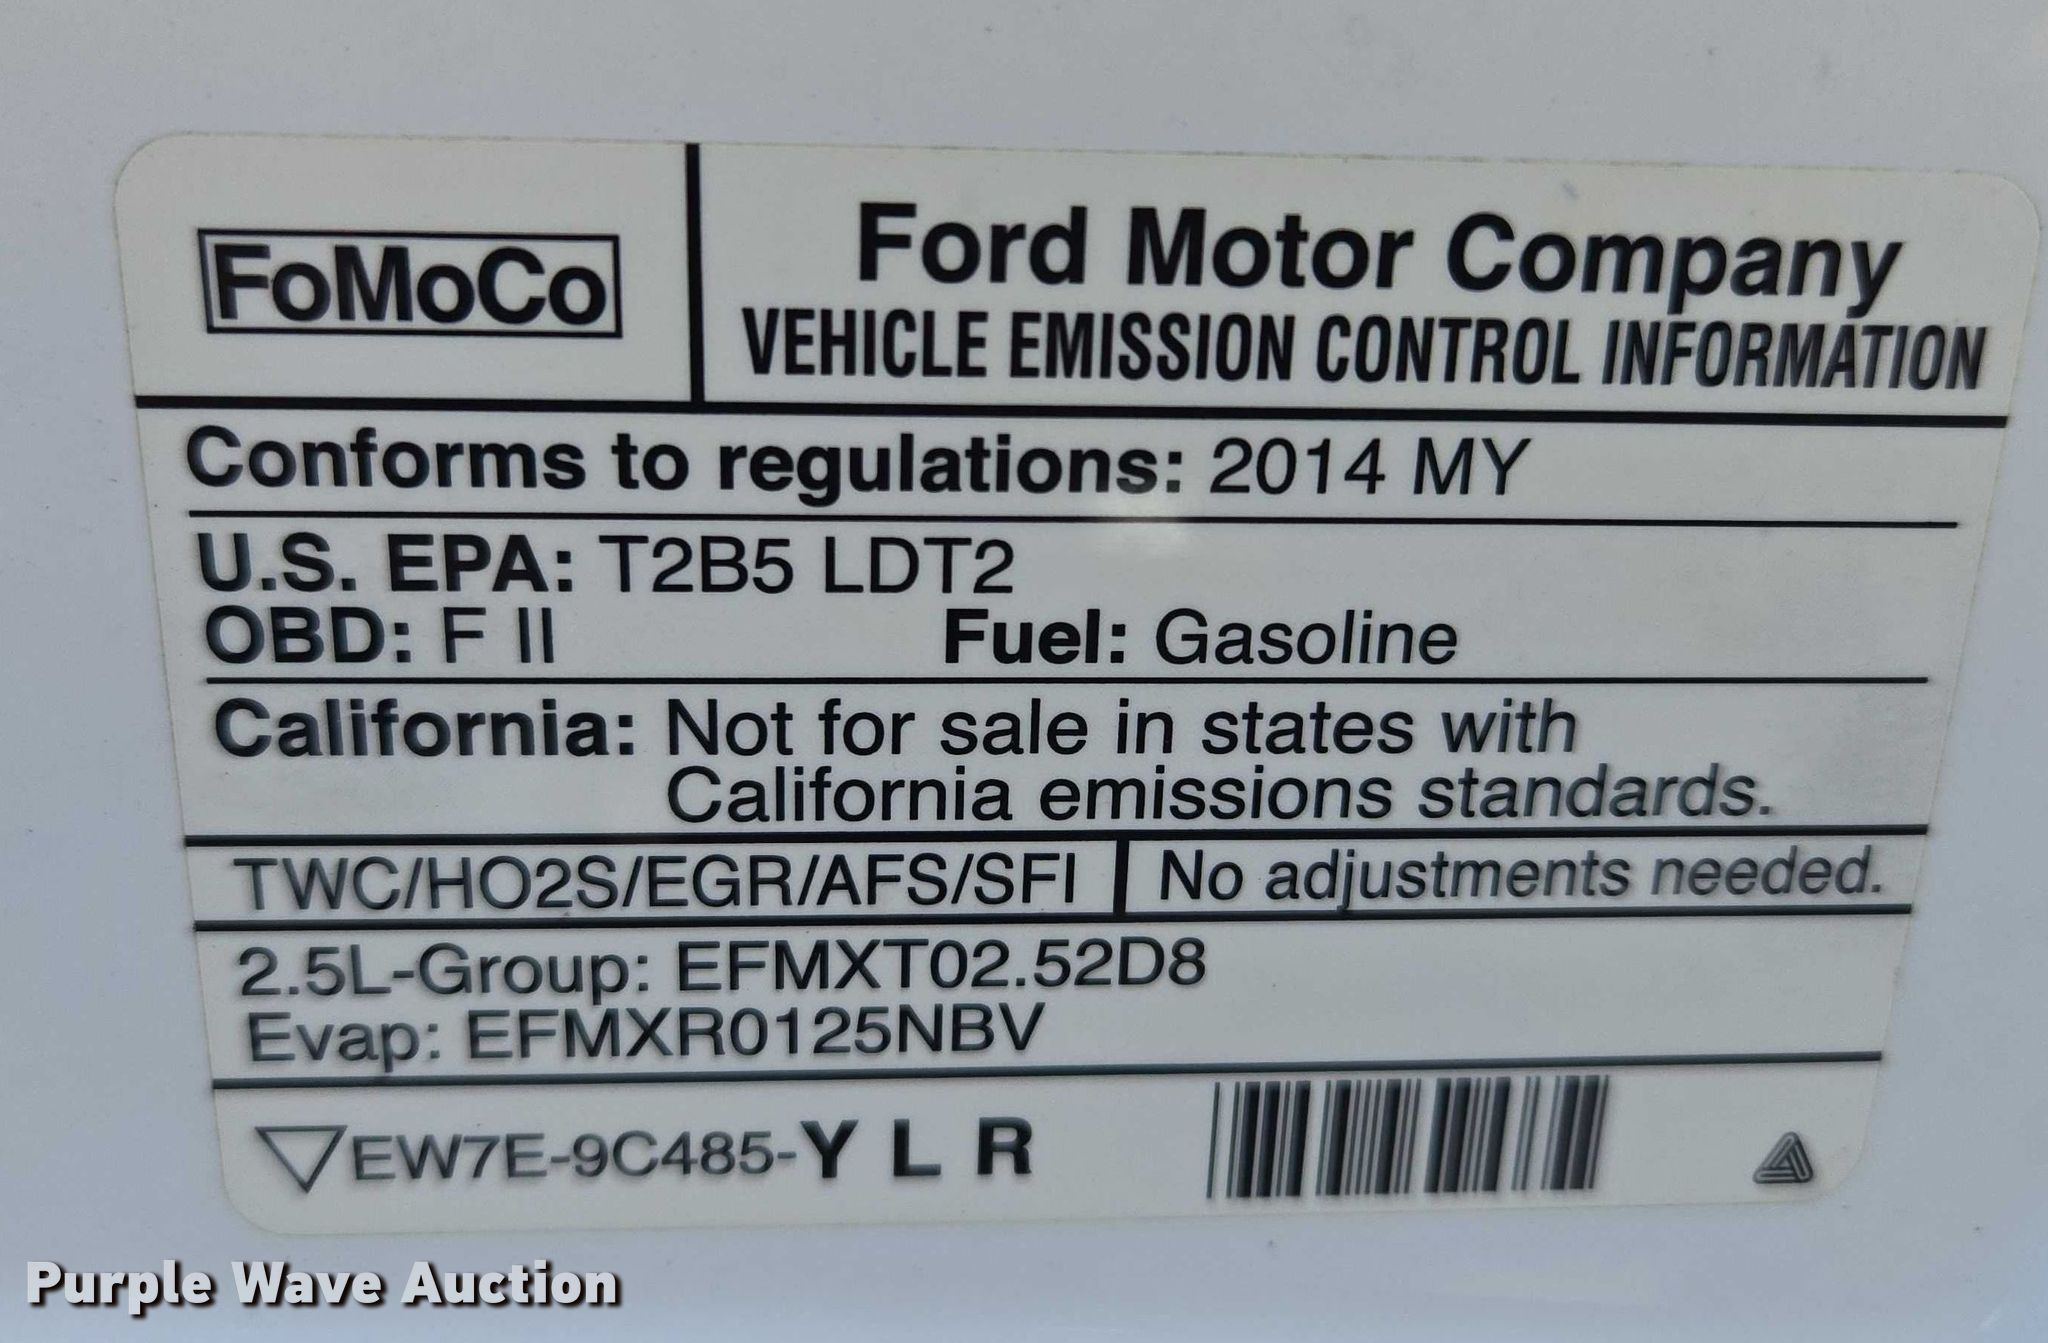 FoMoCo
Ford Motor Company
VEHICLE EMISSION CONTROL INFORMATION
Conforms to regulations: 2014 MY
U.S. EPA: T2B5 LDT2
OBD: F II Fuel: Gasoline
California: Not for sale in states with
California emissions standards.
TWC/HO2S/EGR/AFS/SFI No adjustments needed.
2.5L-Group: EFMXT02.52D8
Evap: EFMXR0125NBV
EW7E-9C485-Y L R
Purple Wave Auction